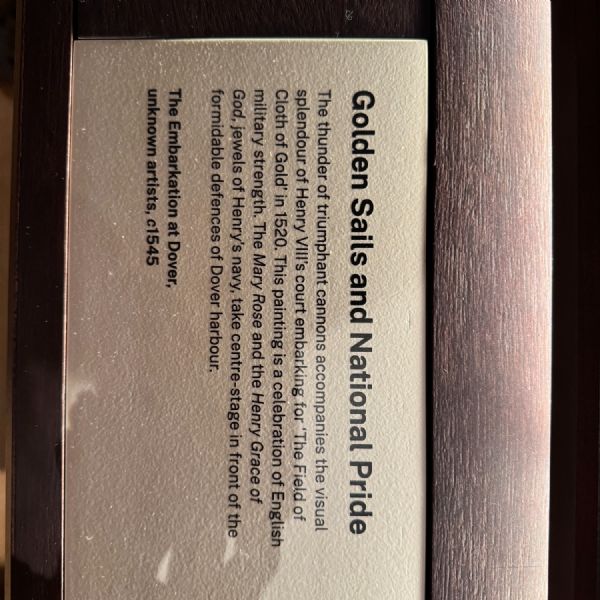 Golden Sails and National Pride
The thunder of triumphant cannons accompanies the visual
splendour of Henry VIII's court embarking for 'The Field of
Cloth of Gold' in 1520. This painting is a celebration of English
military strength. The Mary Rose and the Henry Grace of
God, jewels of Henry's navy, take centre-stage in front of the
formidable defences of Dover harbour.
The Embarkation at Dover,
unknown artists, c1545